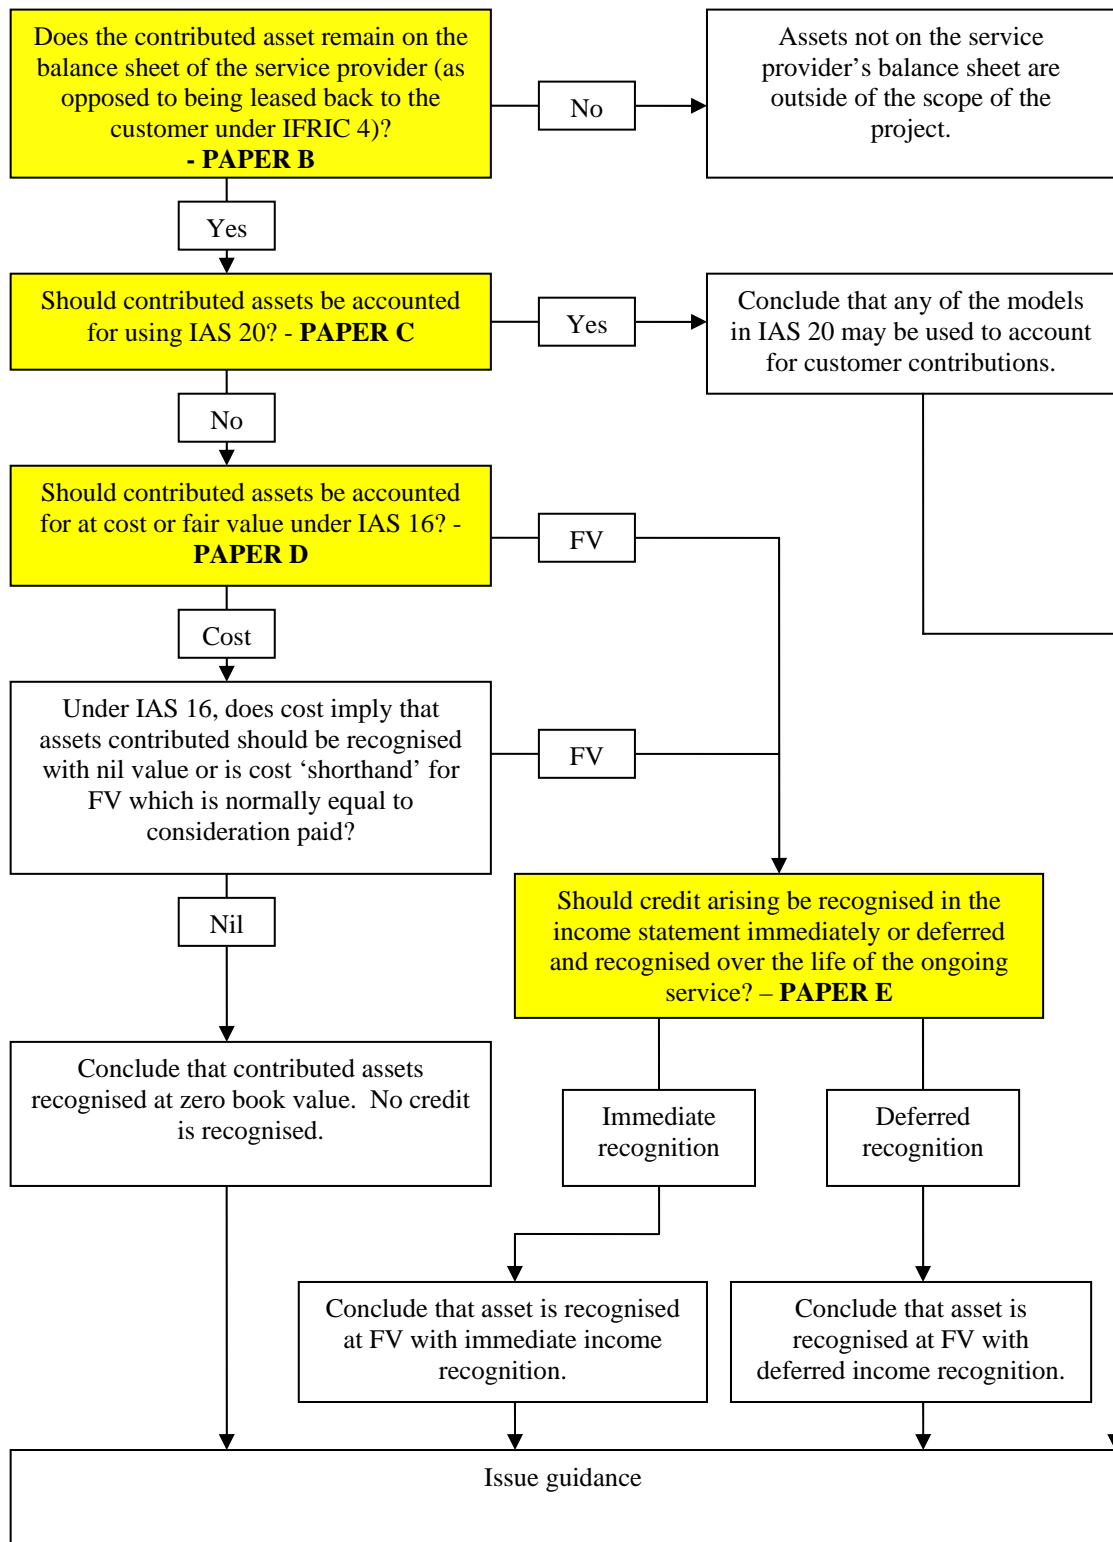 Does the contributed asset remain on the
balance sheet of the service provider (as
opposed to being leased back to the
customer under IFRIC 4)?
- PAPER B
No
Assets not on the service
provider’s balance sheet are
outside of the scope of the
project.
Yes
Should contributed assets be accounted
for using IAS 20? - PAPER C
Yes
Conclude that any of the models
in IAS 20 may be used to account
for customer contributions.
No
Should contributed assets be accounted
for at cost or fair value under IAS 16? -
PAPER D
FV
Cost
Under IAS 16, does cost imply that
assets contributed should be recognised
with nil value or is cost ‘shorthand’ for
FV which is normally equal to
consideration paid?
FV
Nil
Should credit arising be recognised in the
income statement immediately or deferred
and recognised over the life of the ongoing
service? – PAPER E
Conclude that contributed assets
recognised at zero book value.  No credit
is recognised.
Immediate
recognition
Deferred
recognition
Conclude that asset is recognised
at FV with immediate income
recognition.
Conclude that asset is
recognised at FV with
deferred income recognition.
Issue guidance